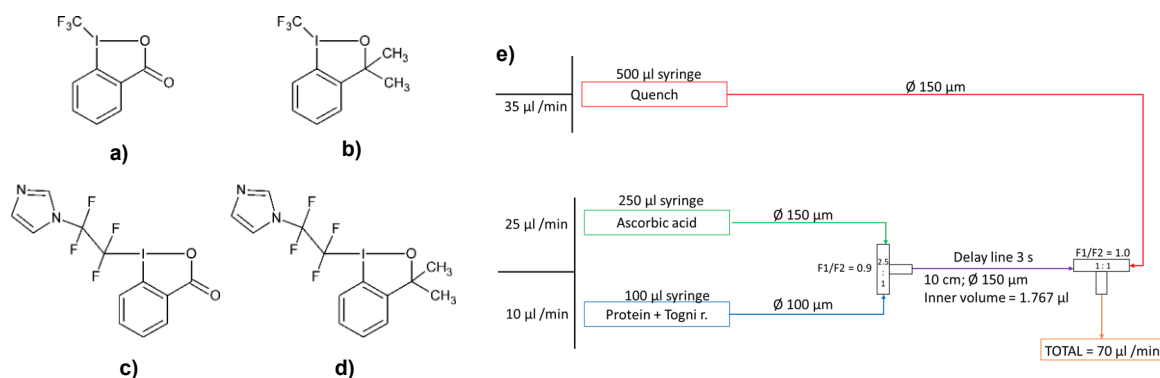 F₃C
I
O
O
a)
F₃C
I
O
CH₃
CH₃
b)
N
N
F
F
F
F
I
O
O
c)
N
N
F
F
F
F
I
O
CH₃
CH₃
d)
e)
500 µl syringe
Quench
35 µl /min
Ø 150 µm
250 µl syringe
Ascorbic acid
25 µl/min
Ø 150 µm
100 µl syringe
Protein + Togni r.
10 µl/min
Ø 100 µm
F1/F2 = 0.9
2.5
:
1
Delay line 3 s
10 cm; Ø 150 µm
Inner volume = 1.767 µl
F1/F2 = 1.0
1 : 1
TOTAL = 70 µl /min